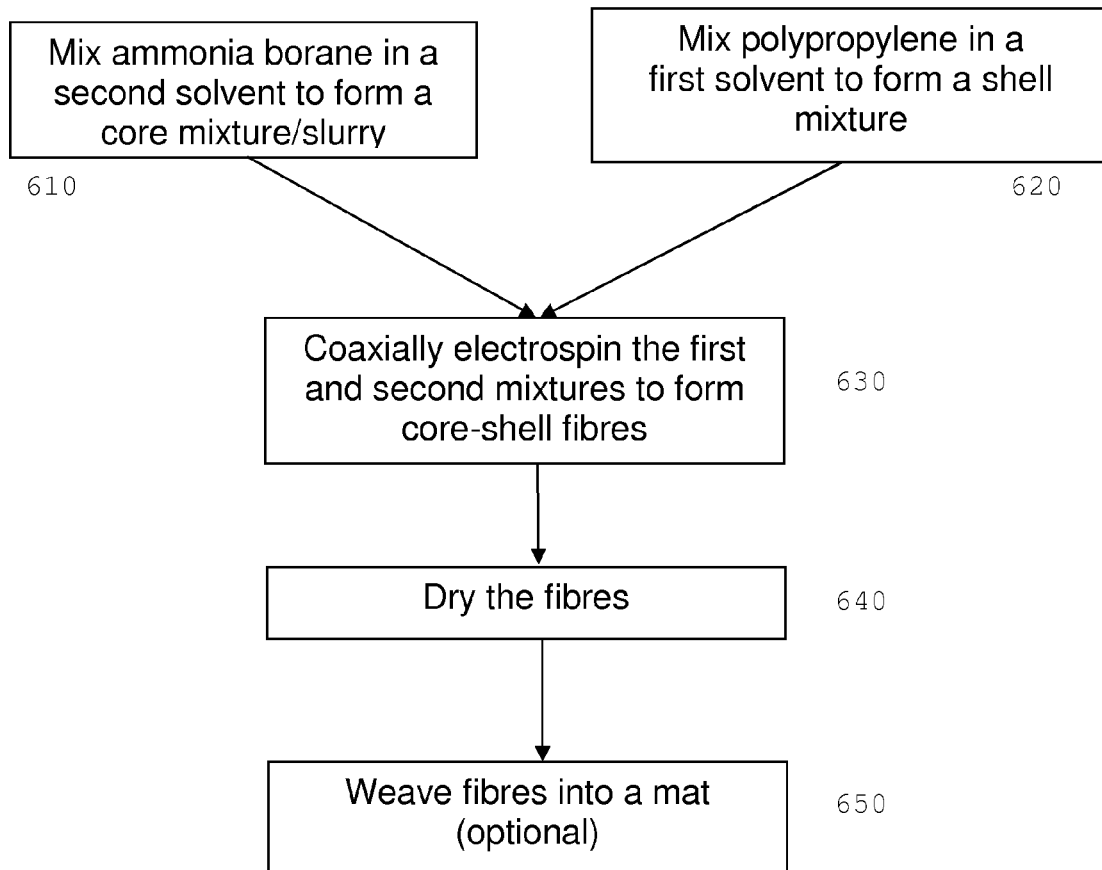 Mix ammonia borane in a
second solvent to form a
core mixture/slurry
610
Mix polypropylene in a
first solvent to form a shell
mixture
620
Coaxially electrospin the first
and second mixtures to form
core-shell fibres
630
Dry the fibres
640
Weave fibres into a mat
(optional)
650